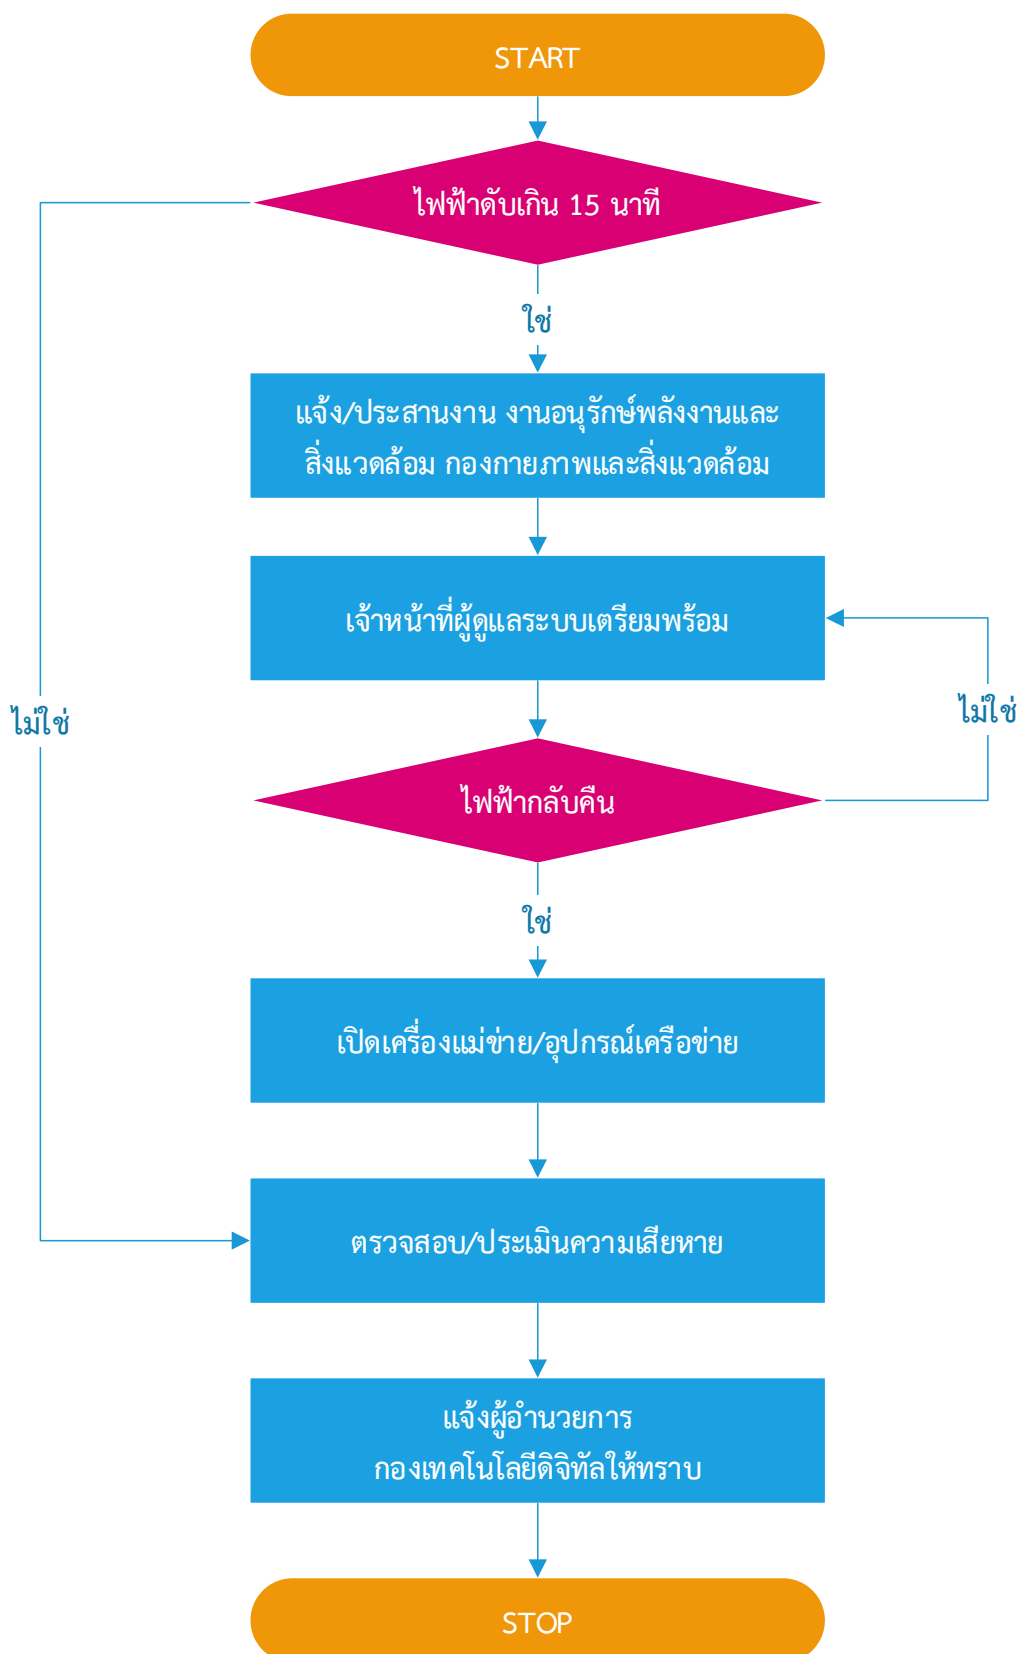 START
ไฟฟ้าดับเกิน 15 นาที
ใช่
แจ้ง/ประสานงาน งานอนุรักษ์พลังงานและ
สิ่งแวดล้อม กองกายภาพและสิ่งแวดล้อม
เจ้าหน้าที่ผู้ดูแลระบบเตรียมพร้อม
ไม่ใช่
ไม่ใช่
ไฟฟ้ากลับคืน
ใช่
เปิดเครื่องแม่ข่าย/อุปกรณ์เครือข่าย
ตรวจสอบ/ประเมินความเสียหาย
แจ้งผู้อำนวยการ
กองเทคโนโลยีดิจิทัลให้ทราบ
STOP